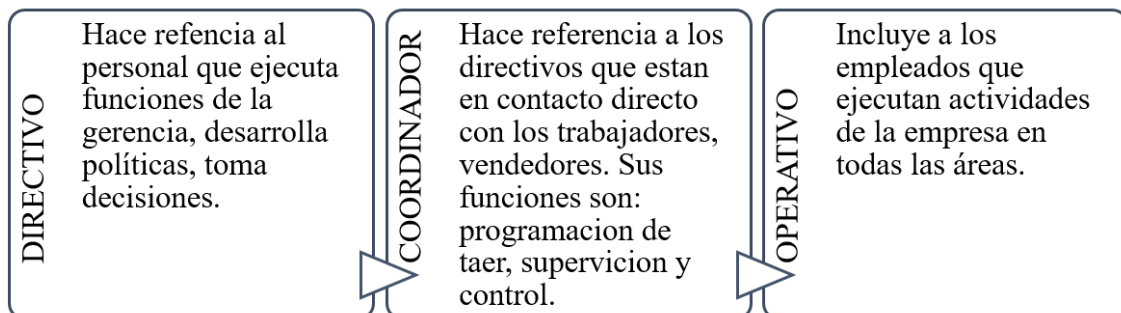 DIRECTIVO
Hace refencia al
personal que ejecuta
funciones de la
gerencia, desarrolla
políticas, toma
decisiones.
COORDINADOR
Hace referencia a los
directivos que estan
en contacto directo
con los trabajadores,
vendedores. Sus
funciones son:
programacion de
taer, supervicion y
control.
OPERATIVO
Incluye a los
empleados que
ejecutan actividades
de la empresa en
todas las áreas.